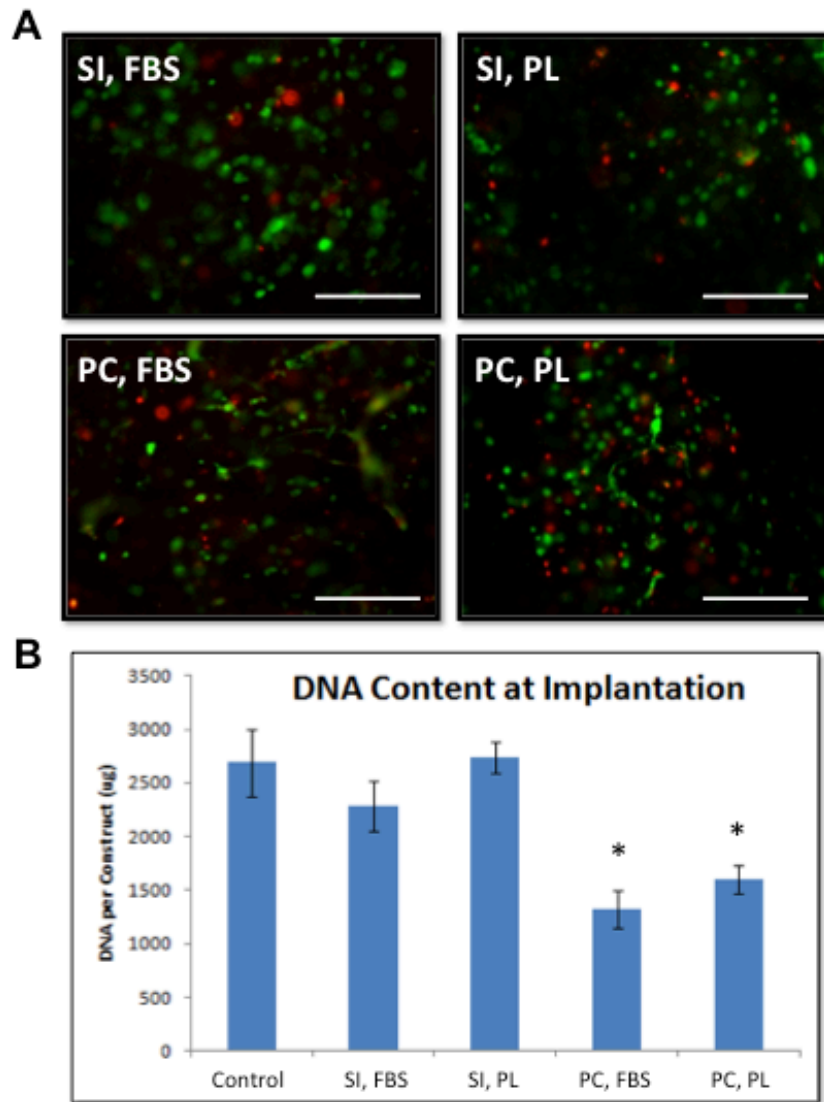 A
SI, FBS
SI, PL
PC, FBS
PC, PL
B
DNA Content at Implantation
DNA per Construct (ug)
3500
3000
2500
2000
1500
1000
500
0
*
*
Control
SI, FBS
SI, PL
PC, FBS
PC, PL